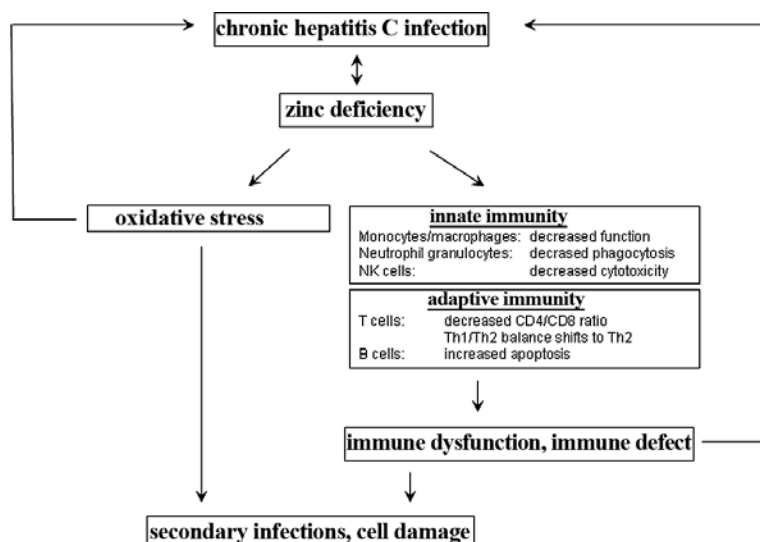 chronic hepatitis C infection
zinc deficiency
oxidative stress
innate immunity
Monocytes/macrophages: decreased function
Neutrophil granulocytes: decrased phagocytosis
NK cells: decreased cytotoxicity
adaptive immunity
T cells: decreased CD4/CD8 ratio
Th1/Th2 balance shifts to Th2
B cells: increased apoptosis
immune dysfunction, immune defect
secondary infections, cell damage